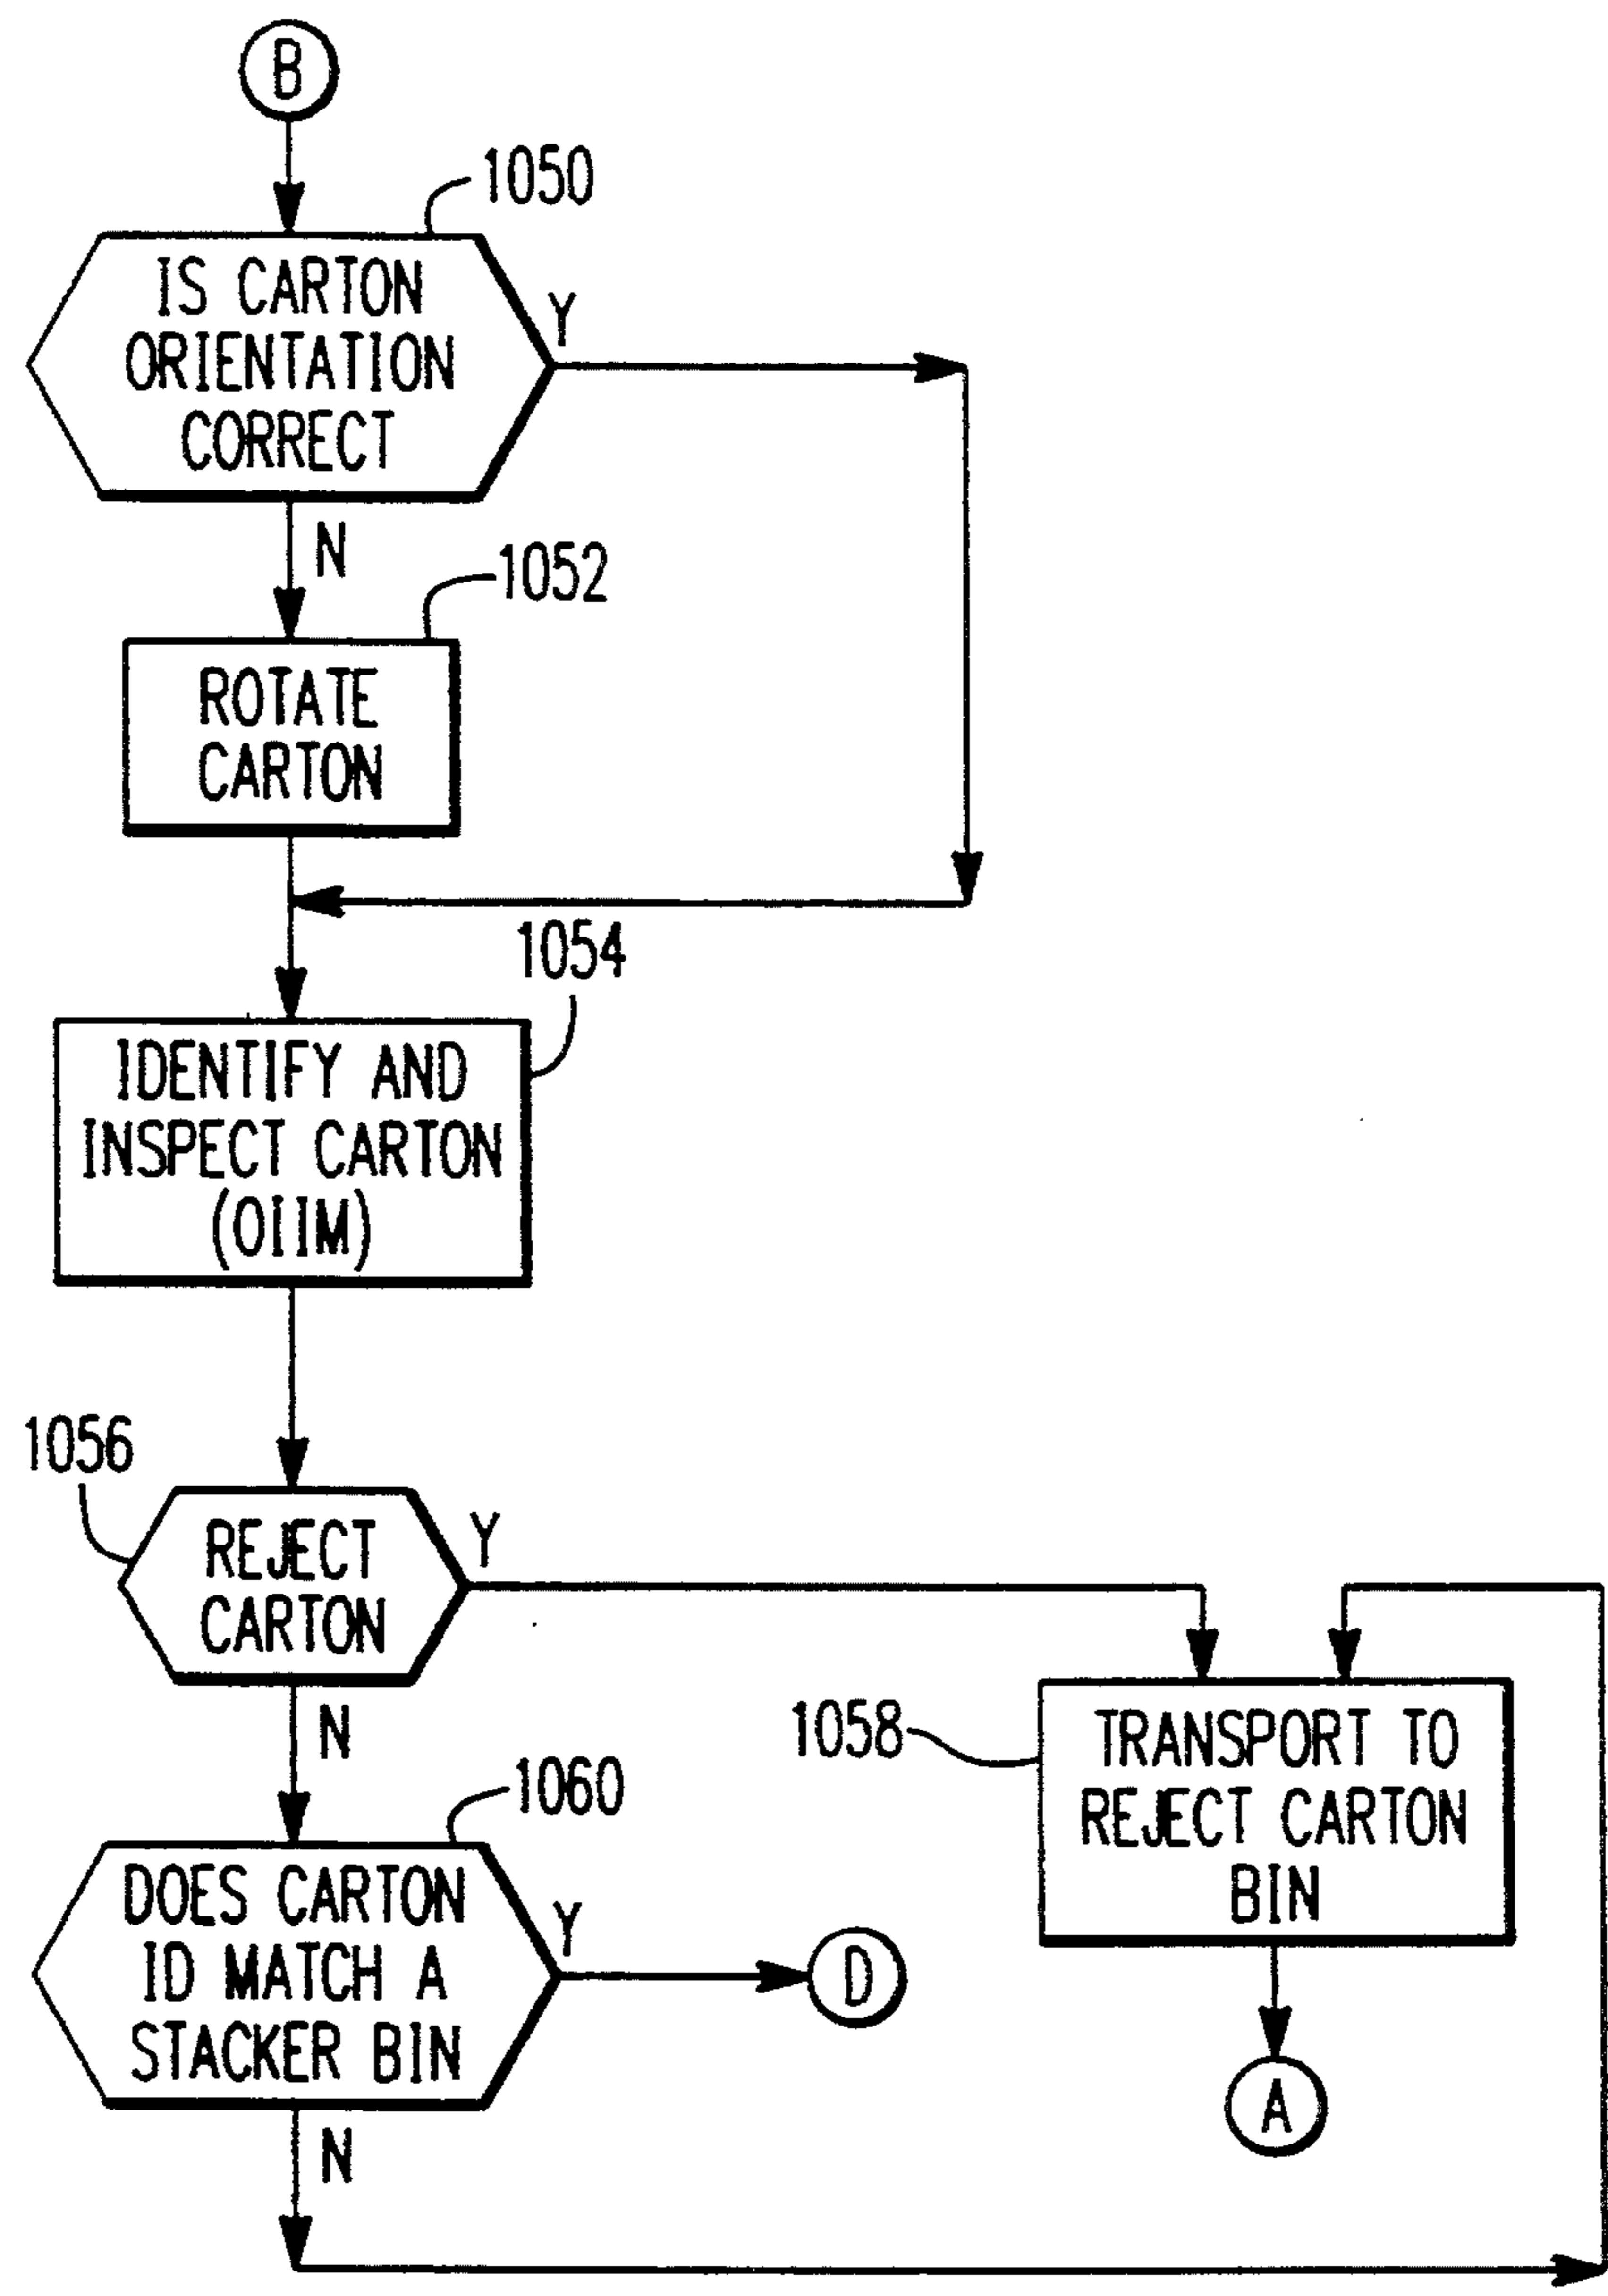 B
1050
IS CARTON
ORIENTATION
CORRECT
Y
N
1052
ROTATE
CARTON
1054
IDENTIFY AND
INSPECT CARTON
(OIIM)
1056
REJECT
CARTON
Y
N
1058
TRANSPORT TO
REJECT CARTON
BIN
1060
DOES CARTON
ID MATCH A
STACKER BIN
Y
D
A
N